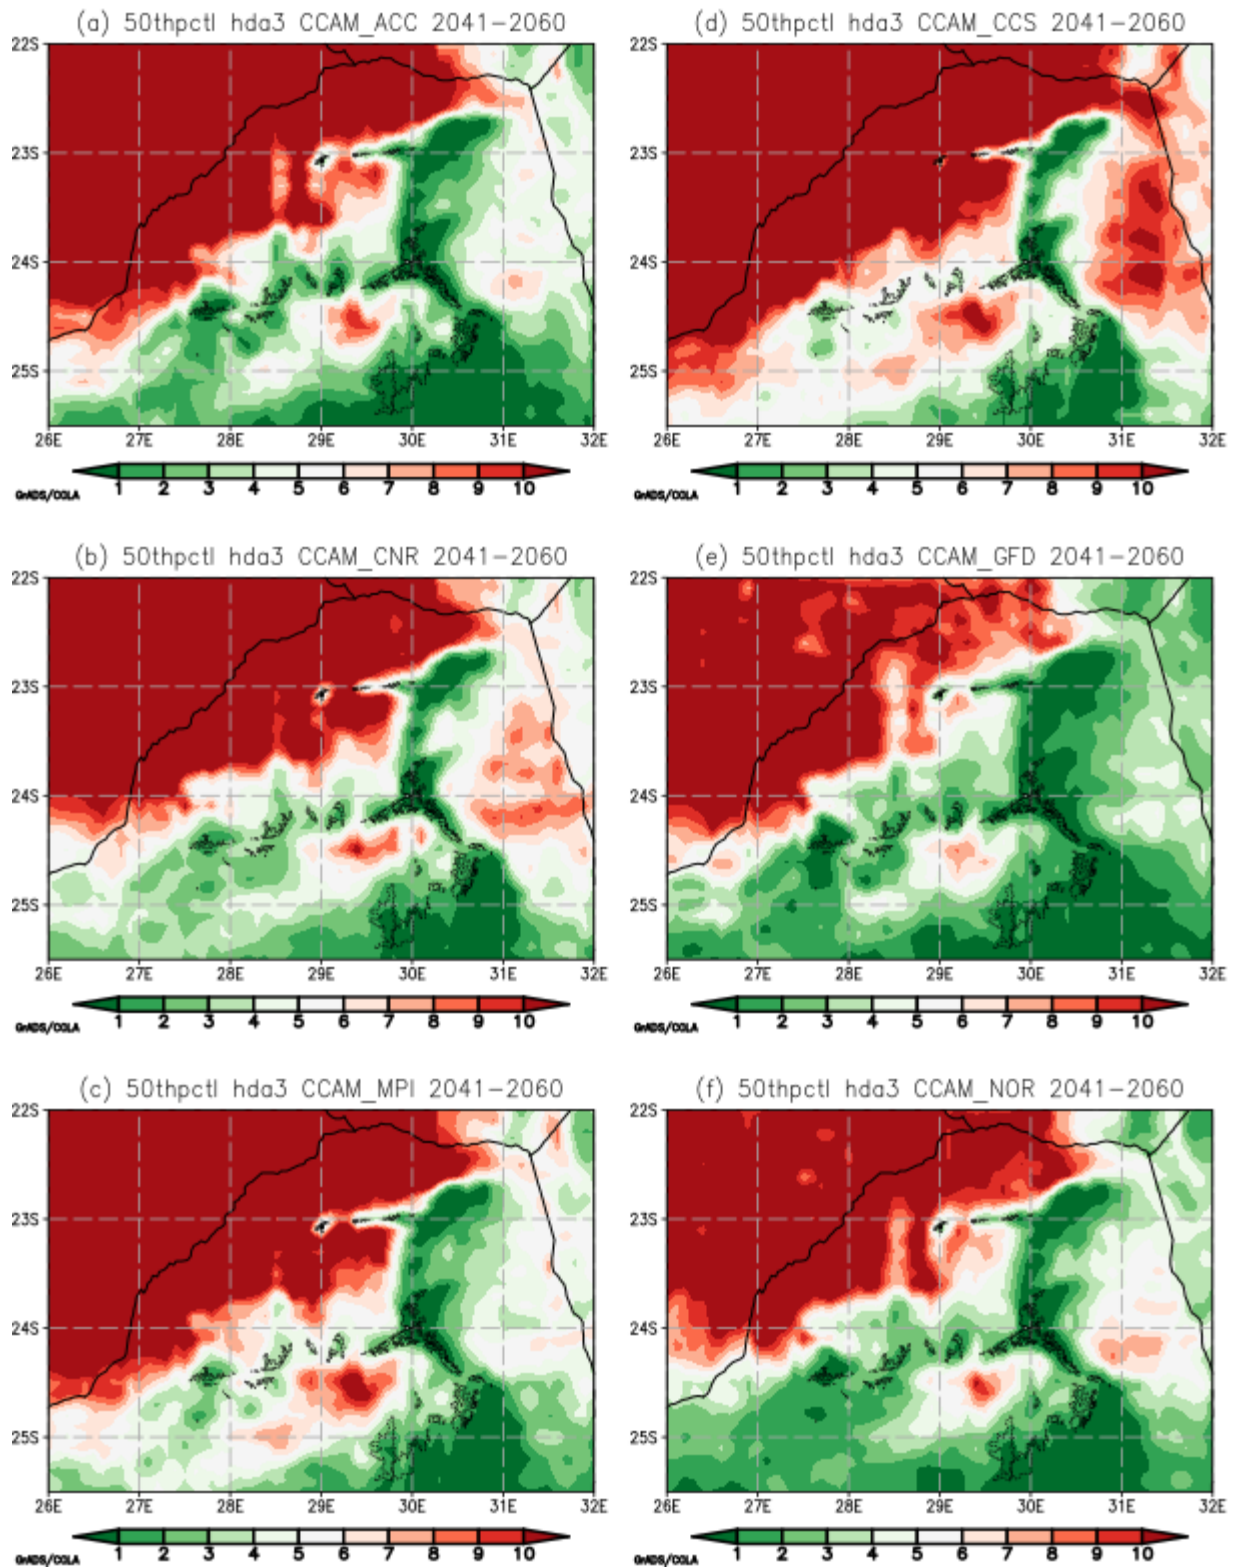 (a) 50thpctl hda3 CCAM_ACC 2041-2060
22S
23S
24S
25S
26E 27E 28E 29E 30E 31E 32E
1 2 3 4 5 6 7 8 9 10
GrADS/COLA
(d) 50thpctl hda3 CCAM_CCS 2041-2060
22S
23S
24S
25S
26E 27E 28E 29E 30E 31E 32E
1 2 3 4 5 6 7 8 9 10
GrADS/COLA
(b) 50thpctl hda3 CCAM_CNR 2041-2060
22S
23S
24S
25S
26E 27E 28E 29E 30E 31E 32E
1 2 3 4 5 6 7 8 9 10
GrADS/COLA
(e) 50thpctl hda3 CCAM_GFD 2041-2060
22S
23S
24S
25S
26E 27E 28E 29E 30E 31E 32E
1 2 3 4 5 6 7 8 9 10
GrADS/COLA
(c) 50thpctl hda3 CCAM_MPI 2041-2060
22S
23S
24S
25S
26E 27E 28E 29E 30E 31E 32E
1 2 3 4 5 6 7 8 9 10
GrADS/COLA
(f) 50thpctl hda3 CCAM_NOR 2041-2060
22S
23S
24S
25S
26E 27E 28E 29E 30E 31E 32E
1 2 3 4 5 6 7 8 9 10
GrADS/COLA